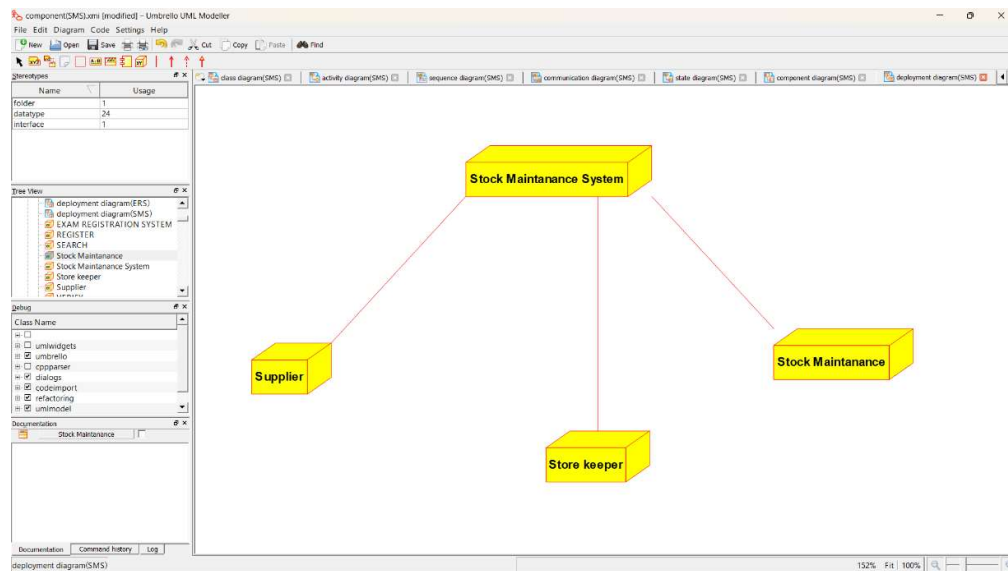 component(SMS).xmi [modified] – Umbrello UML Modeller
File Edit Diagram Code Settings Help
New Open Save Cut Copy Paste Find
Stereotypes
Name Usage
folder 1
datatype 24
interface 1
class diagram(SMS) activity diagram(SMS) sequence diagram(SMS) communication diagram(SMS) state diagram(SMS) component diagram(SMS) deployment diagram(SMS)
Tree View
deployment diagram(ERS)
deployment diagram(SMS)
EXAM REGISTRATION SYSTEM
REGISTER
SEARCH
Stock Maintanance
Stock Maintanance System
Store keeper
Supplier
Debug
Class Name
umlwidgets
umbrello
cppparser
dialogs
codeimport
refactoring
umlmodel
Documentation
Stock Maintanance
Stock Maintanance System
Supplier
Stock Maintanance
Store keeper
Documentation Command history Log
deployment diagram(SMS) 152% Fit 100%